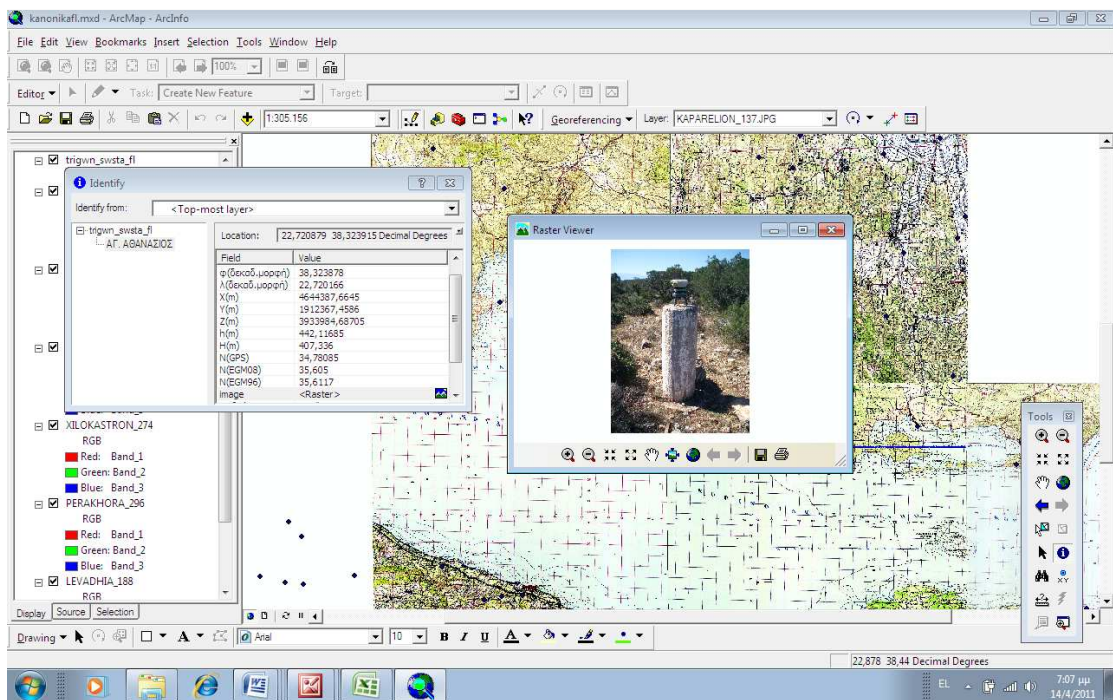 kanonikafl.mxd - ArcMap - ArcInfo
File Edit View Bookmarks Insert Selection Tools Window Help
100%
Editor Task: Create New Feature Target:
1:305.156 Georeferencing Layer: KAPARELION_137.JPG
trigwn_swsta_fl
Identify
Identify from: <Top-most layer>
trigwn_swsta_fl
ΑΓ. ΑΘΑΝΑΣΙΟΣ
Location: 22,720879 38,323915 Decimal Degrees
Field Value
φ(δεκαδ.μορφή) 38,323878
λ(δεκαδ.μορφή) 22,720166
X(m) 4644387,6645
Y(m) 1912367,4586
Z(m) 3933984,68705
h(m) 442,11685
H(m) 407,336
N(GPS) 34,78085
N(EGM08) 35,605
N(EGM96) 35,6117
image <Raster>
Raster Viewer
Blue: Band_3
XILOKASTRON_274
RGB
Red: Band_1
Green: Band_2
Blue: Band_3
PERAKHORA_296
RGB
Red: Band_1
Green: Band_2
Blue: Band_3
LEVADHIA_188
RGB
Display Source Selection
Tools
XY
Drawing A Arial 10 B I U A
22,878 38,44 Decimal Degrees
EL
7:07 μμ
14/4/2011